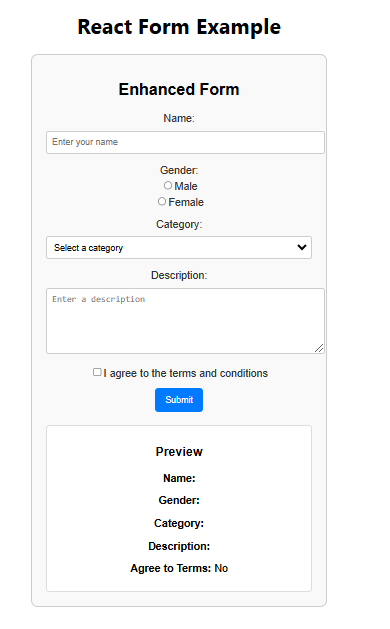 React Form Example
Enhanced Form
Name:
Enter your name
Gender:
Male
Female
Category:
Select a category
Description:
Enter a description
I agree to the terms and conditions
Submit
Preview
Name:
Gender:
Category:
Description:
Agree to Terms: No